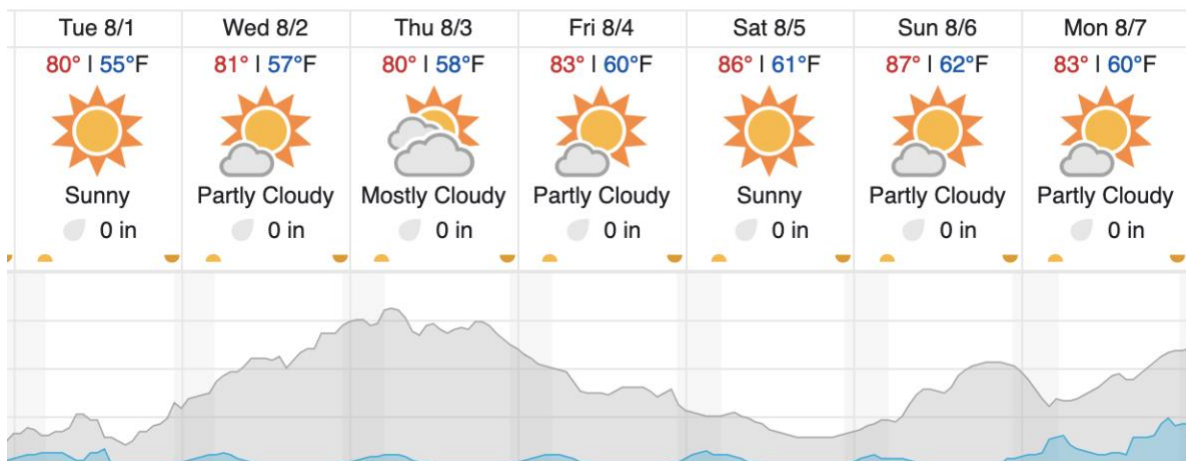 Tue 8/1 Wed 8/2 Thu 8/3 Fri 8/4 Sat 8/5 Sun 8/6 Mon 8/7
80° | 55°F 81° | 57°F 80° | 58°F 83° | 60°F 86° | 61°F 87° | 62°F 83° | 60°F
Sunny Partly Cloudy Mostly Cloudy Partly Cloudy Sunny Partly Cloudy Partly Cloudy
0 in 0 in 0 in 0 in 0 in 0 in 0 in